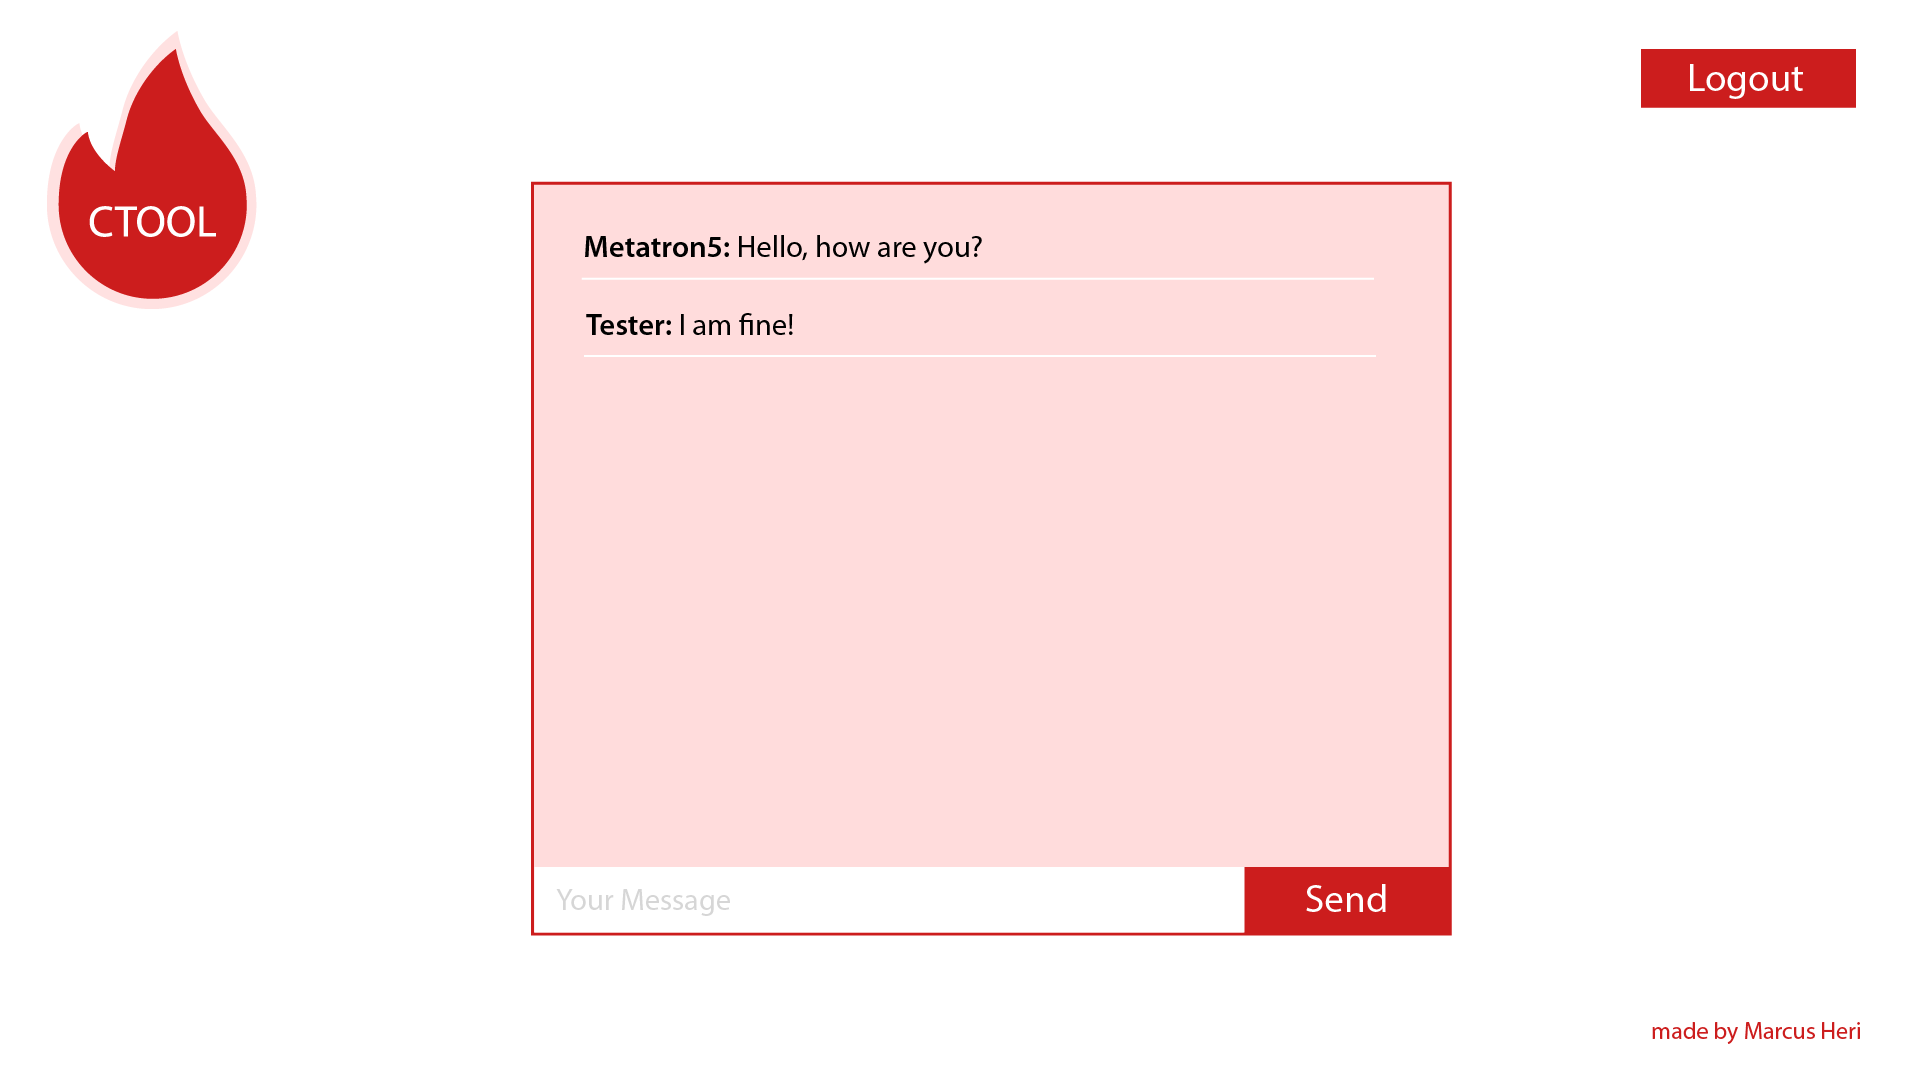 CTOOL
Logout
Metatron5: Hello, how are you?
Tester: I am fine!
Your Message
Send
made by Marcus Heri